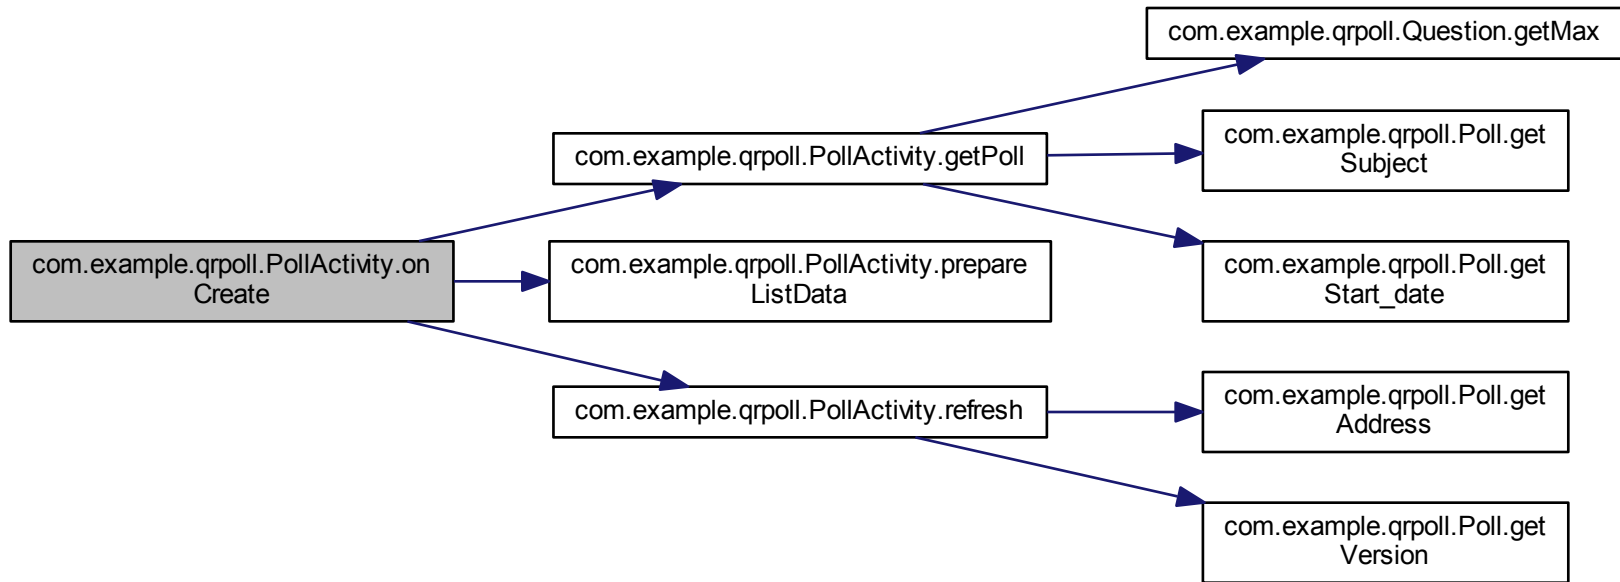 com.example.qrpoll.Question.getMax
com.example.qrpoll.Poll.get
Subject
com.example.qrpoll.PollActivity.getPoll
com.example.qrpoll.PollActivity.on
Create
com.example.qrpoll.PollActivity.prepare
ListData
com.example.qrpoll.Poll.get
Start_date
com.example.qrpoll.PollActivity.refresh
com.example.qrpoll.Poll.get
Address
com.example.qrpoll.Poll.get
Version